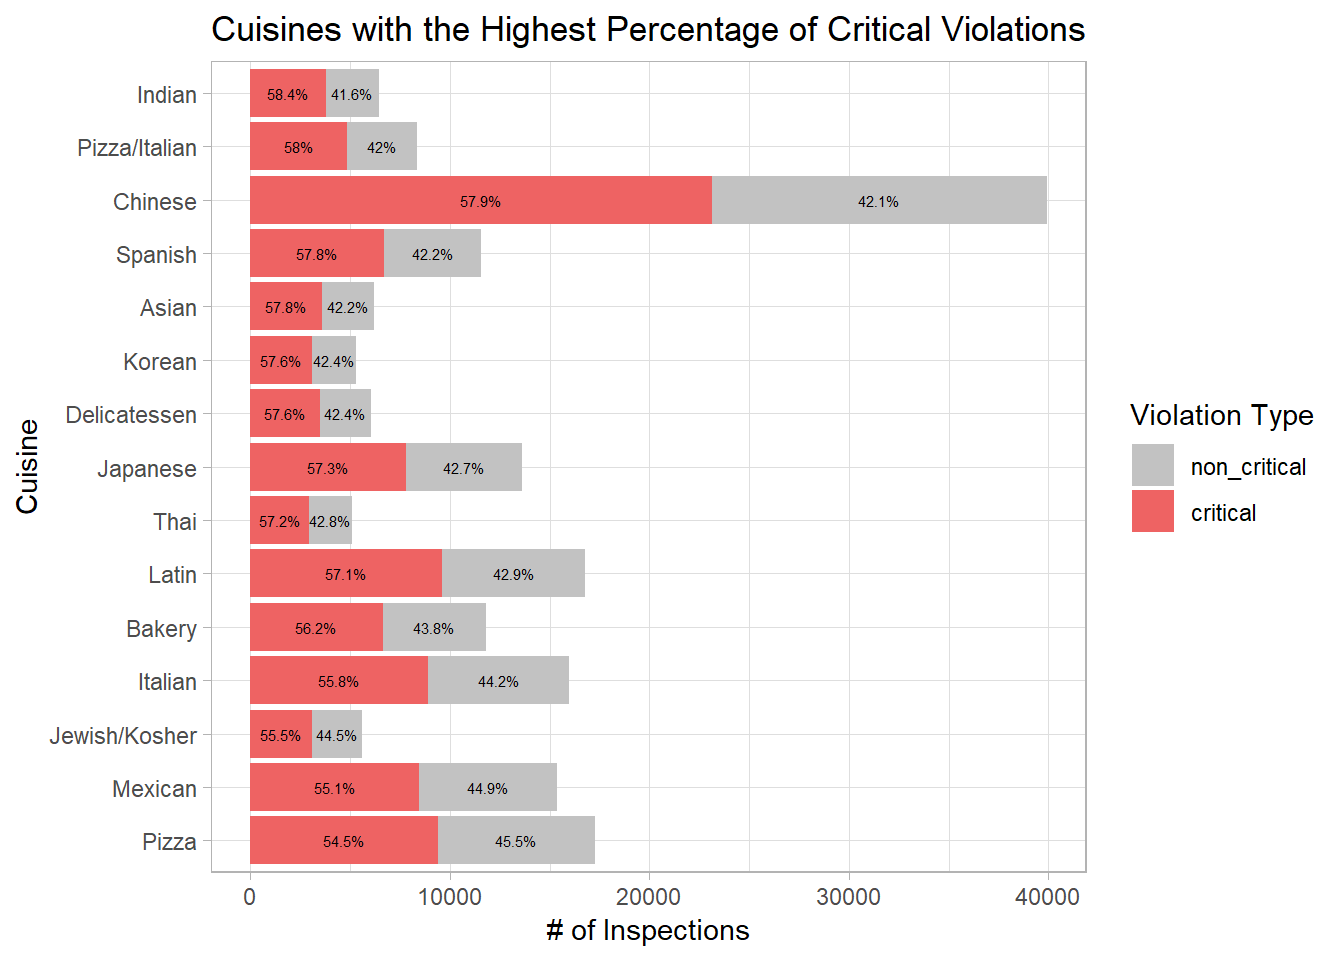 Cuisines with the Highest Percentage of Critical Violations
Indian
58.4% 41.6%
Pizza/Italian
58% 42%
Chinese
57.9% 42.1%
Spanish
57.8% 42.2%
Asian
57.8% 42.2%
Korean
57.6% 42.4%
Delicatessen
57.6% 42.4%
Japanese
57.3% 42.7%
Thai
57.2% 42.8%
Latin
57.1% 42.9%
Bakery
56.2% 43.8%
Italian
55.8% 44.2%
Jewish/Kosher
55.5% 44.5%
Mexican
55.1% 44.9%
Pizza
54.5% 45.5%
Cuisine
0 10000 20000 30000 40000
# of Inspections
Violation Type
non_critical
critical